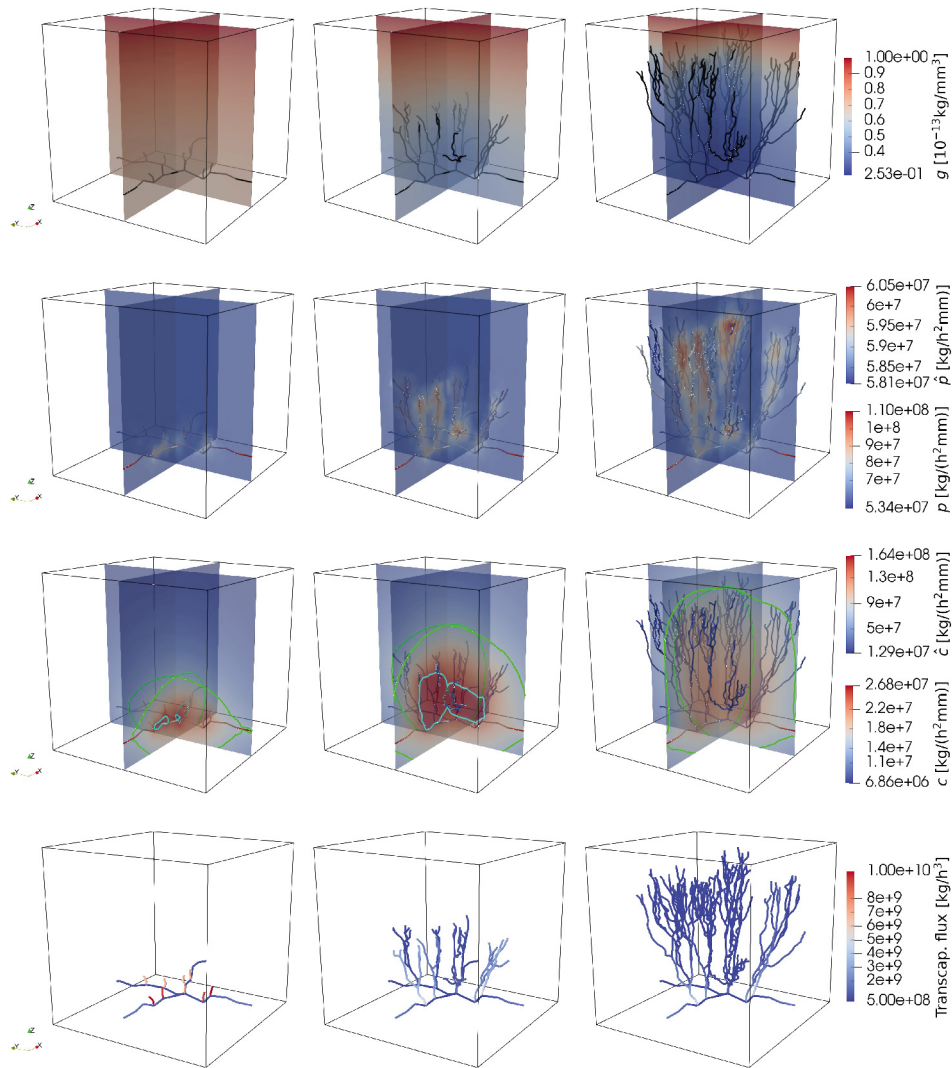 1.00e+00
0.9
0.8
0.7
0.6
0.5
0.4
2.53e-01
g [10⁻¹³kg/mm³]
Z
Y
X
6.05e+07
6e+7
5.95e+7
5.9e+7
5.85e+7
5.81e+07
p̂ [kg/h²mm)]
1.10e+08
1e+8
9e+7
8e+7
7e+7
5.34e+07
p [kg/(h²mm)]
Z
Y
X
1.64e+08
1.3e+8
9e+7
5e+7
1.29e+07
ĉ [kg/(h²mm)]
2.68e+07
2.2e+7
1.8e+7
1.4e+7
1.1e+7
6.86e+06
c [kg/(h²mm)]
Z
Y
X
1.00e+10
8e+9
7e+9
6e+9
5e+9
4e+9
3e+9
2e+9
5.00e+08
Transcap. flux [kg/h³]
Z
Y
X